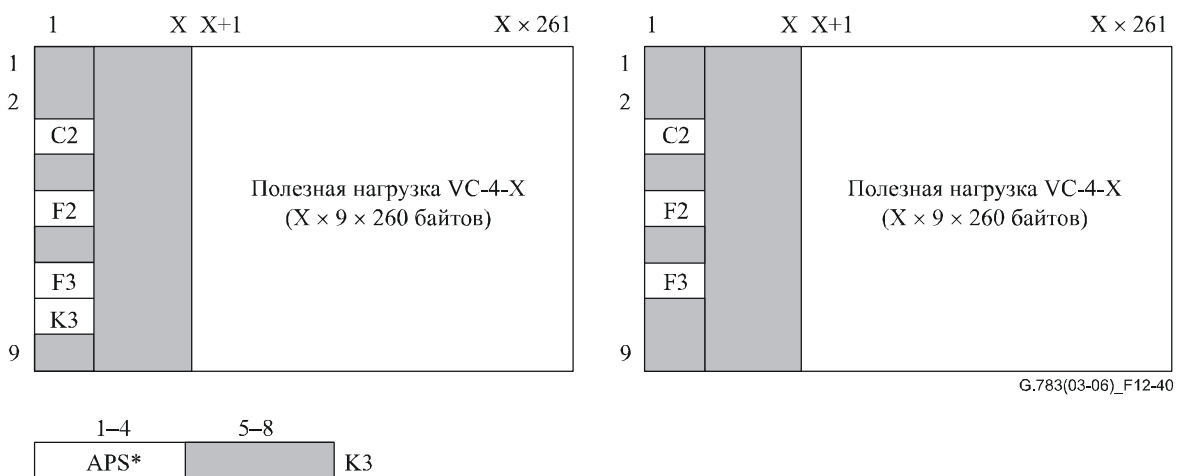 1 X X+1 X × 261
1
2
C2
F2
F3
K3
9
Полезная нагрузка VC-4-X
(X × 9 × 260 байтов)
1 X X+1 X × 261
1
2
C2
F2
F3
9
Полезная нагрузка VC-4-X
(X × 9 × 260 байтов)
G.783(03-06)_F12-40
1–4 5–8
APS* K3